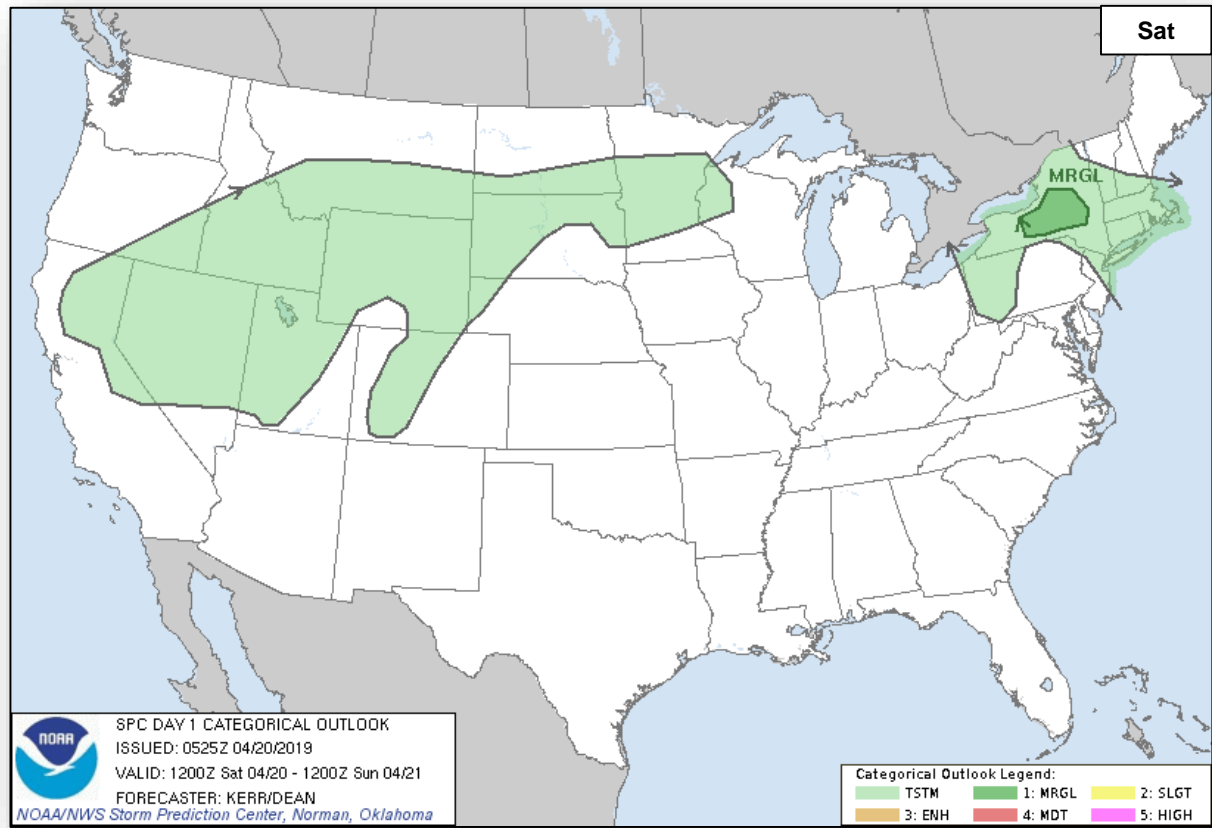 Sat
MRGL
NOAA
SPC DAY 1 CATEGORICAL OUTLOOK
ISSUED: 0525Z 04/20/2019
VALID: 1200Z Sat 04/20 - 1200Z Sun 04/21
FORECASTER: KERR/DEAN
NOAA/NWS Storm Prediction Center, Norman, Oklahoma
Categorical Outlook Legend:
TSTM 1: MRGL 2: SLGT
3: ENH 4: MDT 5: HIGH